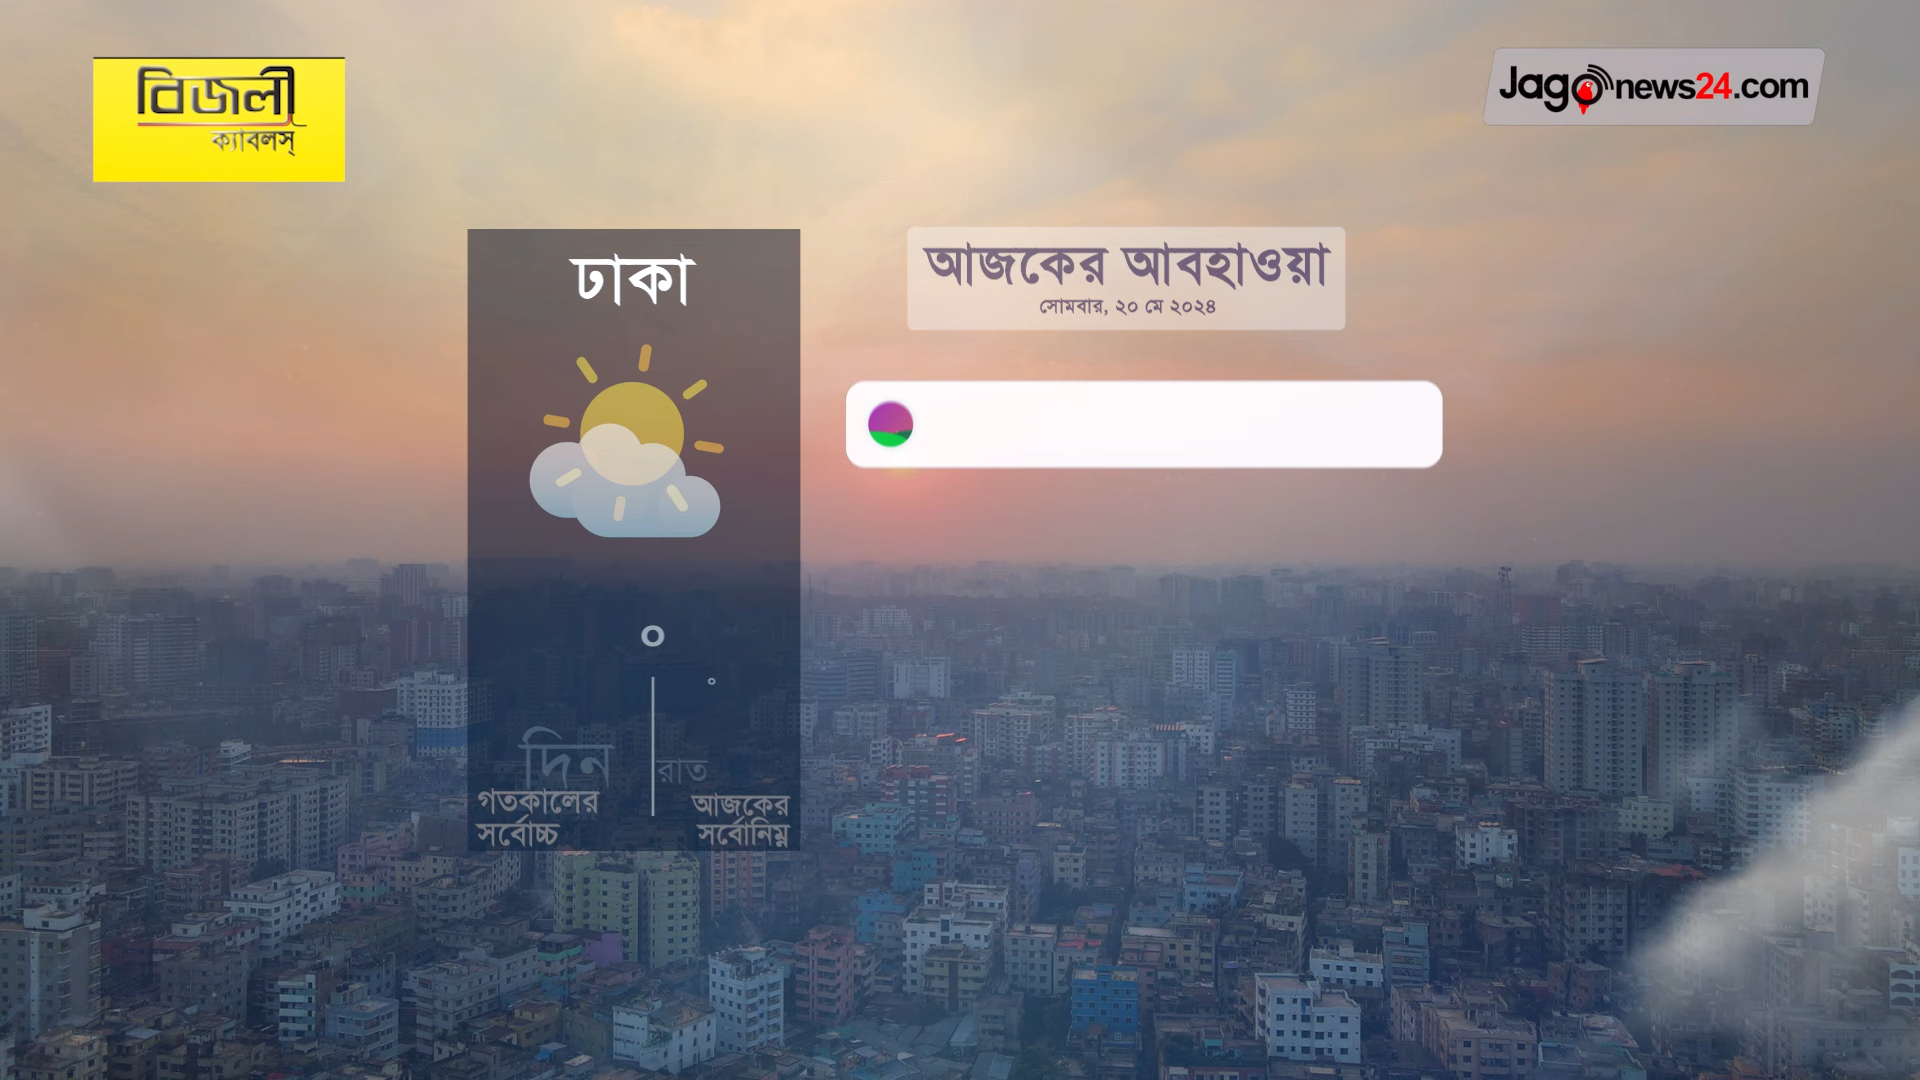 বিজলী
ক্যাবলস্
Jagonews24.com
ঢাকা
আজকের আবহাওয়া
সোমবার, ২০ মে ২০২৪
দিন
রাত
গতকালের
সর্বোচ্চ
আজকের
সর্বোনিম্ন